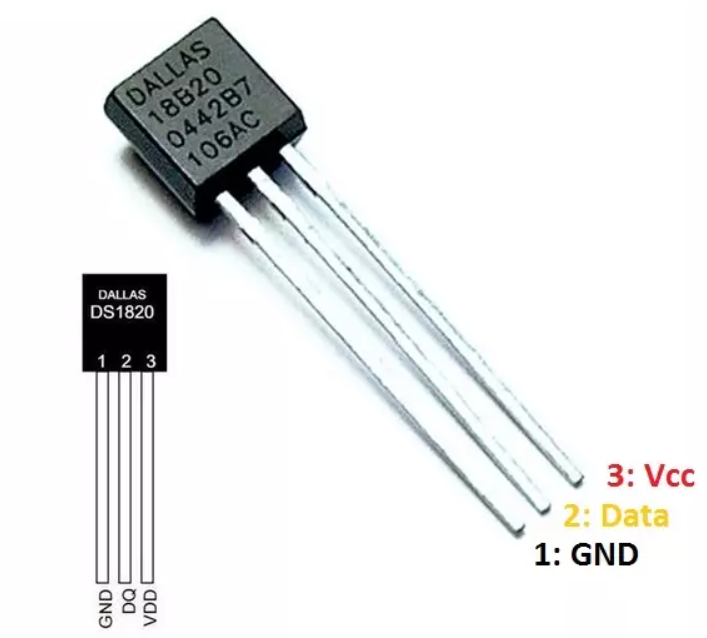 DALLAS
18B20
0442B7
106AC
DALLAS
DS1820
1 2 3
GND
DQ
VDD
3: Vcc
2: Data
1: GND